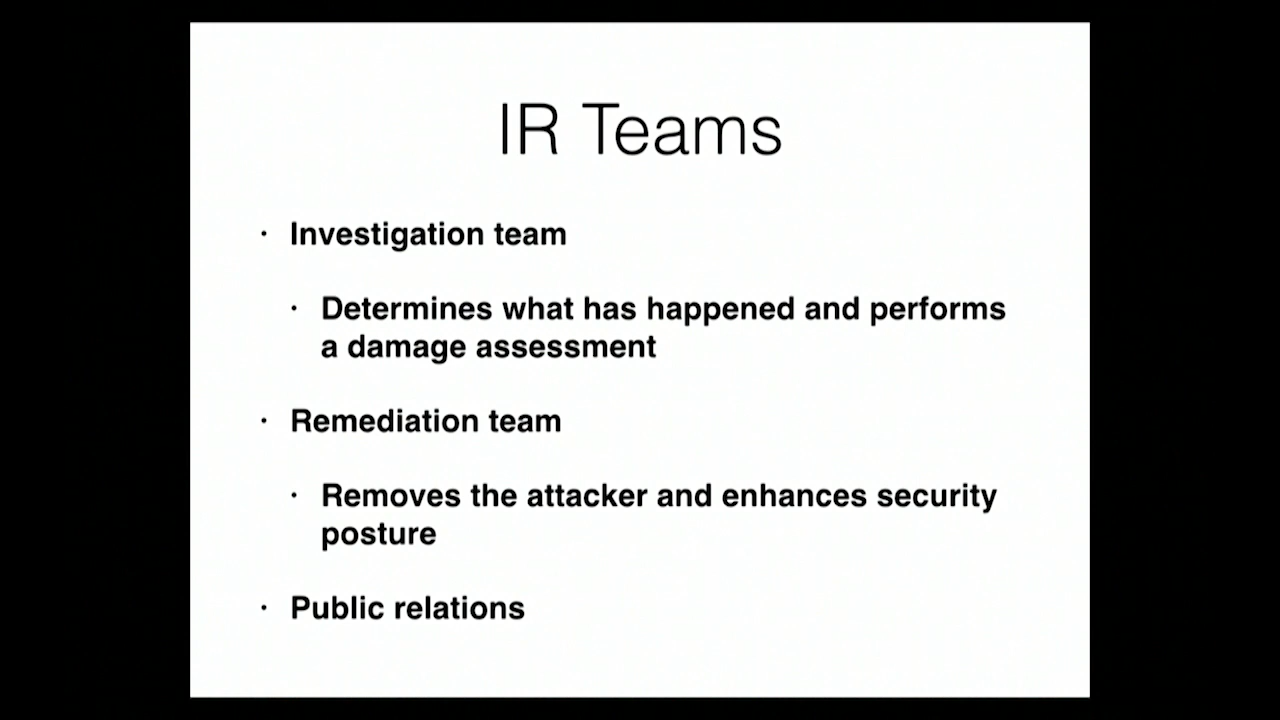 IR Teams
· Investigation team
· Determines what has happened and performs
a damage assessment
· Remediation team
· Removes the attacker and enhances security
posture
· Public relations